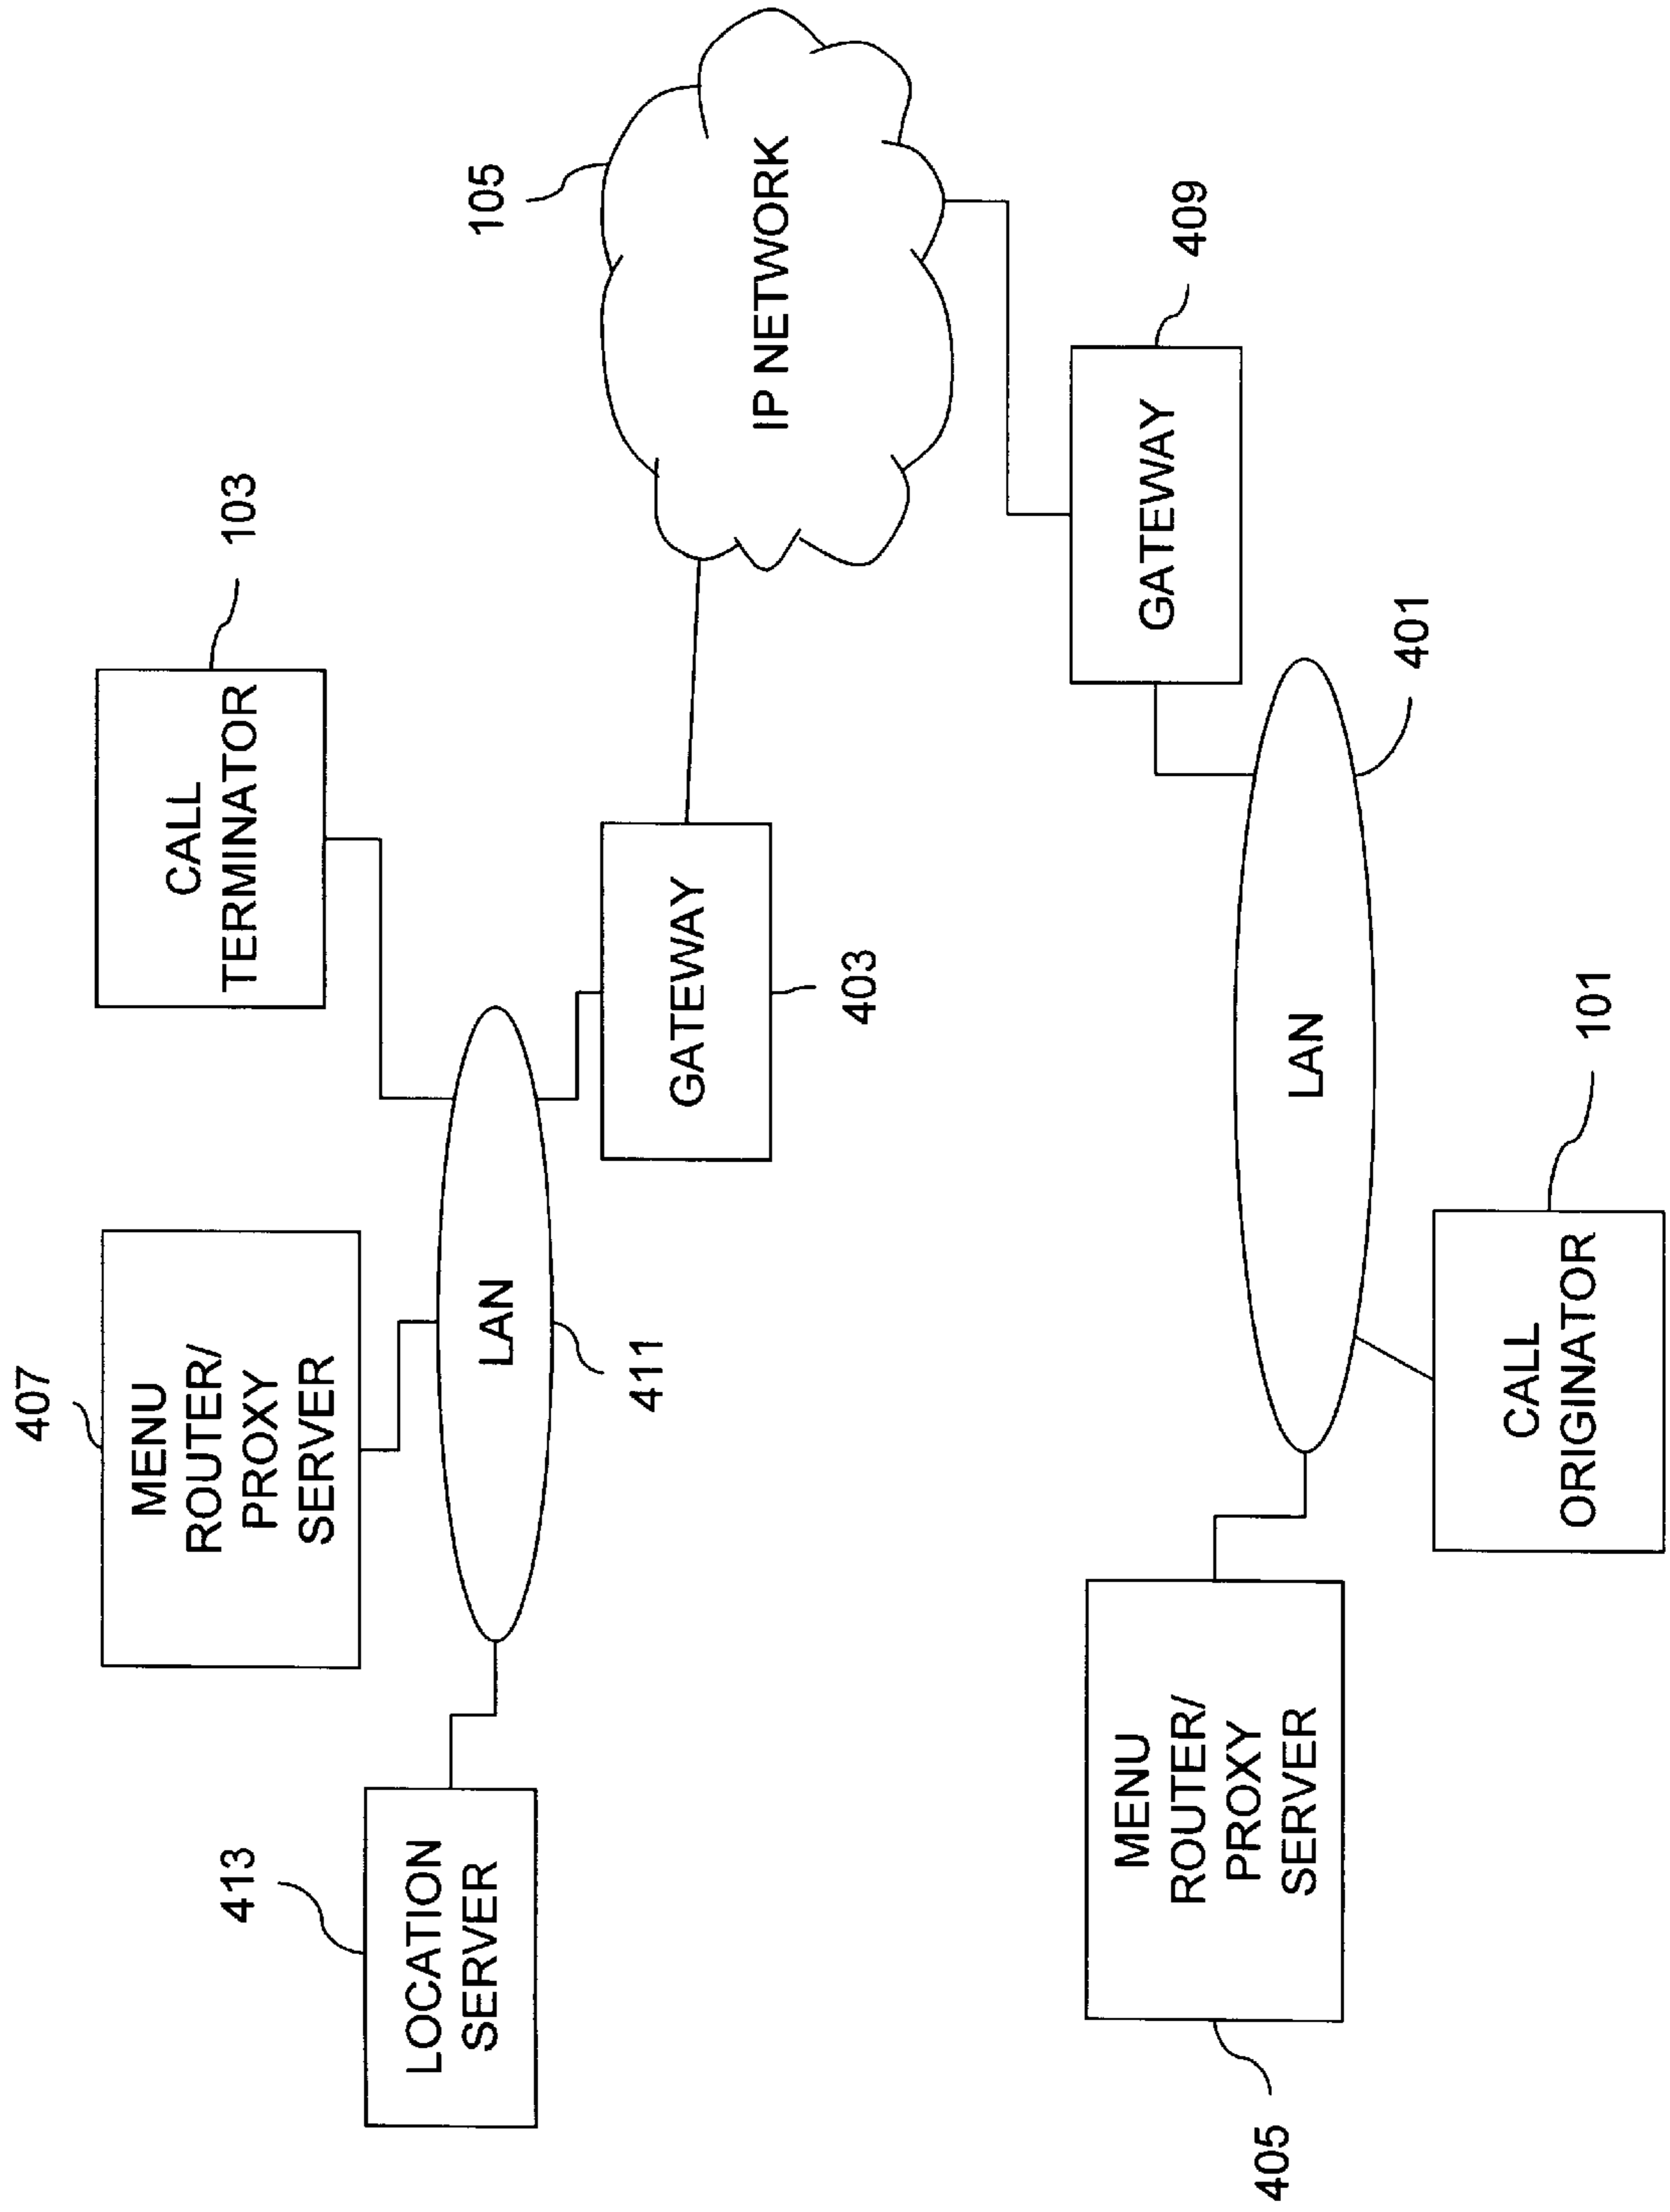 407
MENU
ROUTER/
PROXY
SERVER
CALL
TERMINATOR
103
413
LOCATION
SERVER
LAN
411
GATEWAY
403
105
IP NETWORK
MENU
ROUTER/
PROXY
SERVER
405
LAN
401
GATEWAY
409
CALL
ORIGINATOR
101